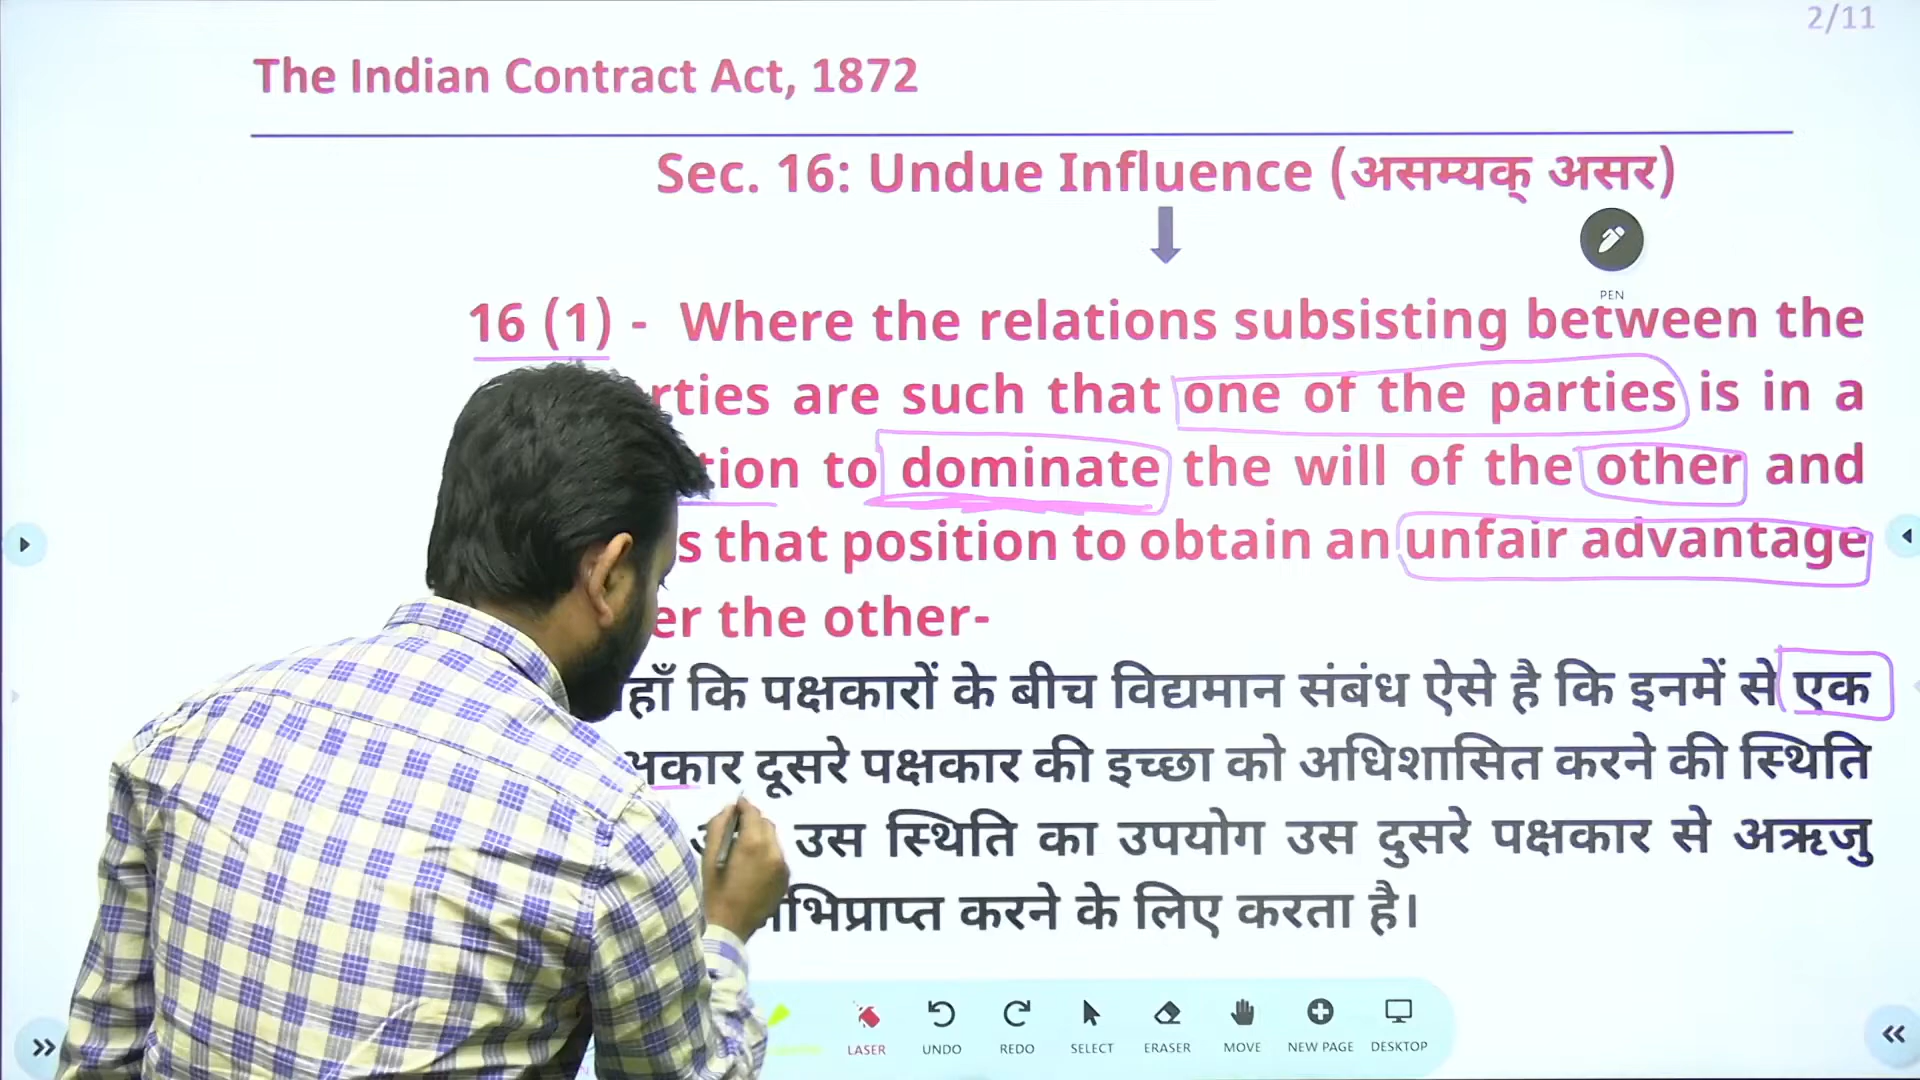 2/11
The Indian Contract Act, 1872
Sec. 16: Undue Influence (असम्यक् असर)
PEN
16 (1) - Where the relations subsisting between the
are such that one of the parties is in a
to dominate the will of the other and
that position to obtain an unfair advantage
the other-
कि पक्षकारों के बीच विद्यमान संबंध ऐसे है कि इनमें से एक
दूसरे पक्षकार की इच्छा को अधिशासित करने की स्थिति
उस स्थिति का उपयोग उस दुसरे पक्षकार से अऋजु
करने के लिए करता है।
LASER UNDO REDO SELECT ERASER MOVE NEW PAGE DESKTOP